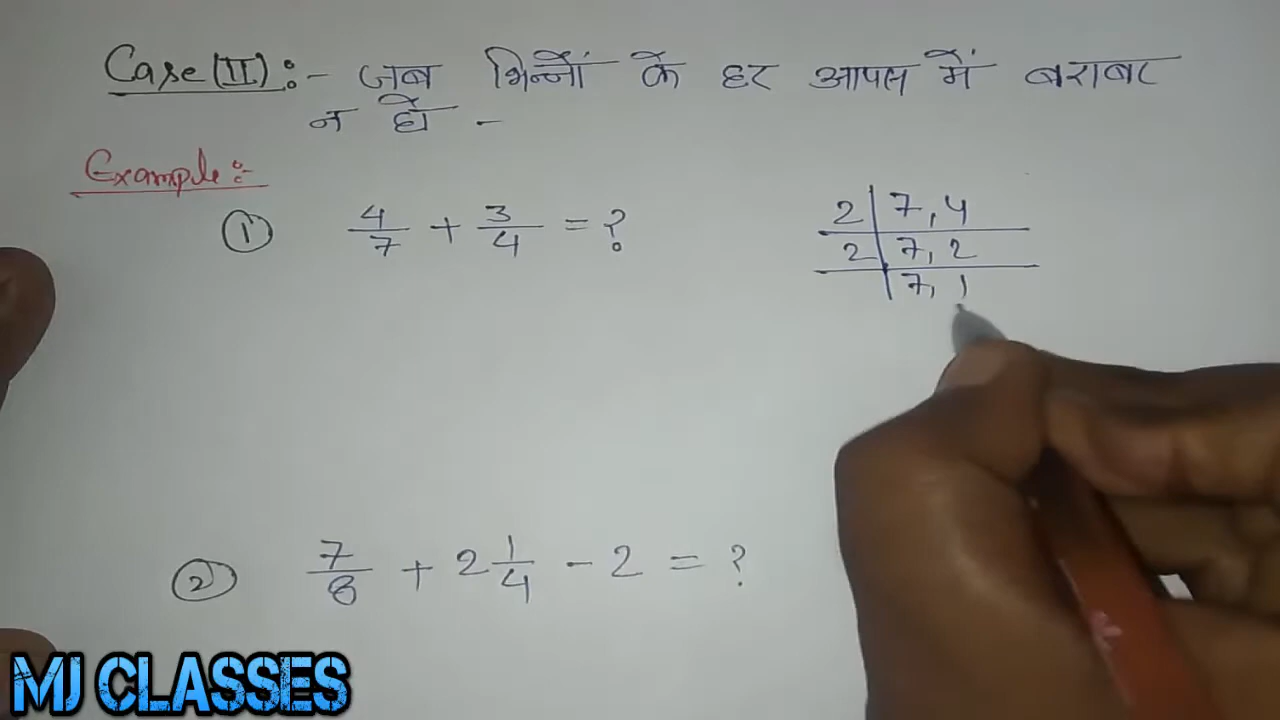 Case (II) :- जब भिन्नों के हर आपस में बराबर
न हो -
Example :-
① 4/7 + 3/4 = ?
2 | 7, 4
2 | 7, 2
| 7, 1
② 7/8 + 2 1/4 - 2 = ?
MJ CLASSES